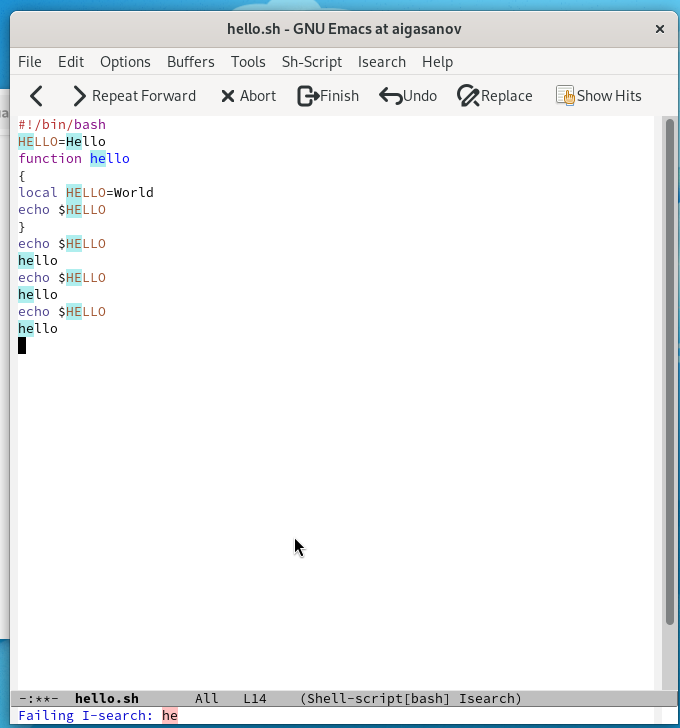 hello.sh - GNU Emacs at aigasanov ×
File Edit Options Buffers Tools Sh-Script Isearch Help
Repeat Forward Abort Finish Undo Replace Show Hits
#!/bin/bash
HELLO=Hello
function hello
{
local HELLO=World
echo $HELLO
}
echo $HELLO
hello
echo $HELLO
hello
echo $HELLO
hello
-:**- hello.sh All L14 (Shell-script[bash] Isearch)
Failing I-search: he